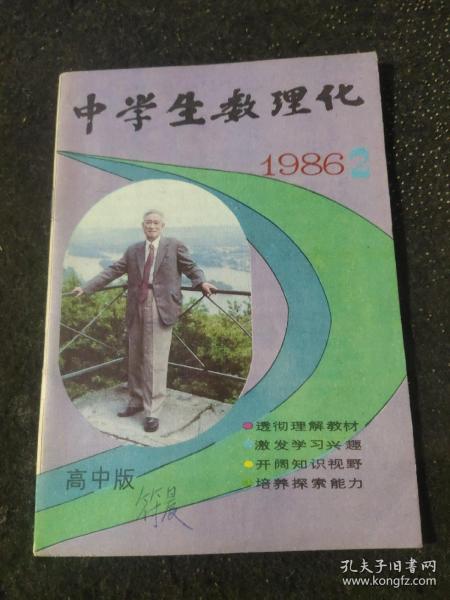 中学生数理化
1986 2
透彻理解教材
激发学习兴趣
开阔知识视野
培养探索能力
高中版
孔夫子旧书网
www.kongfz.com